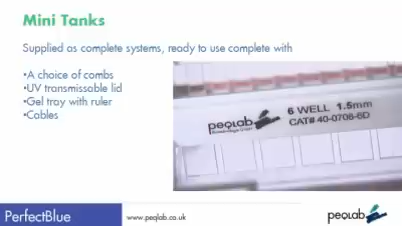 Mini Tanks
Supplied as complete systems, ready to use complete with
•A choice of combs
•UV transmissable lid
•Gel tray with ruler
•Cables
peqlab
6 WELL 1.5mm
CAT# 40-0708-6D
PerfectBlue
www.peqlab.co.uk
peqlab